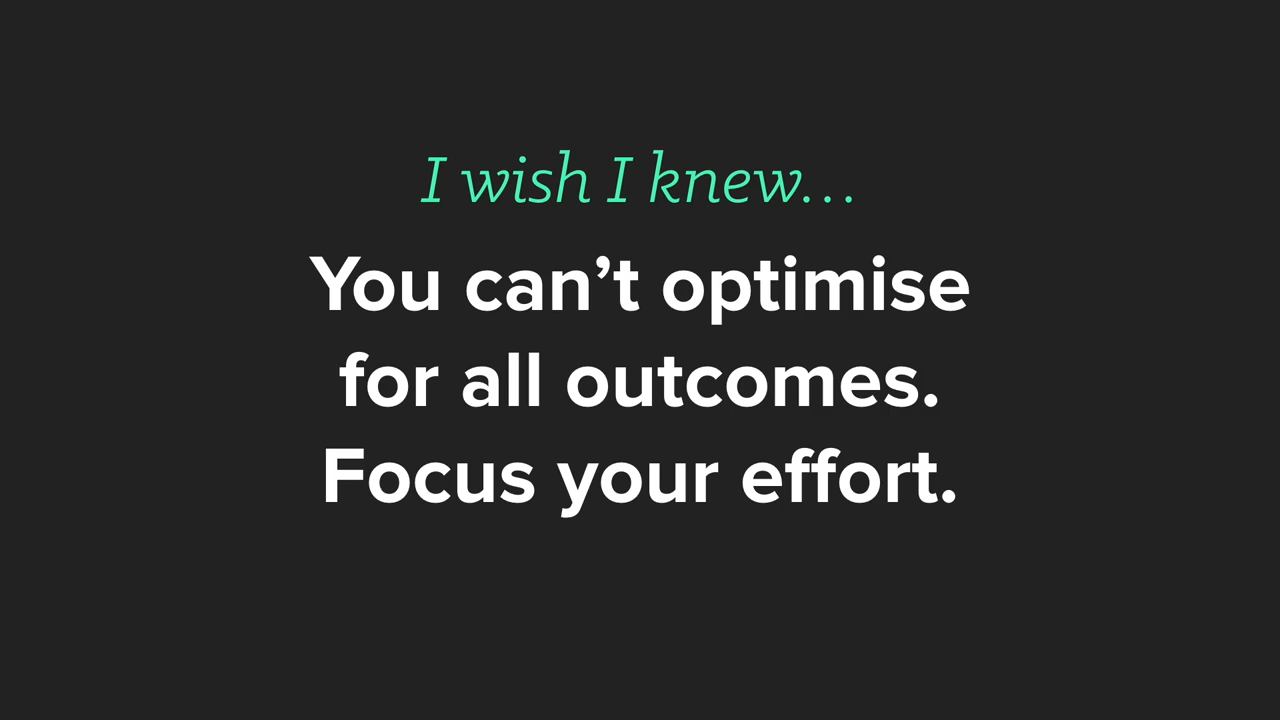 I wish I knew…
You can’t optimise
for all outcomes.
Focus your effort.